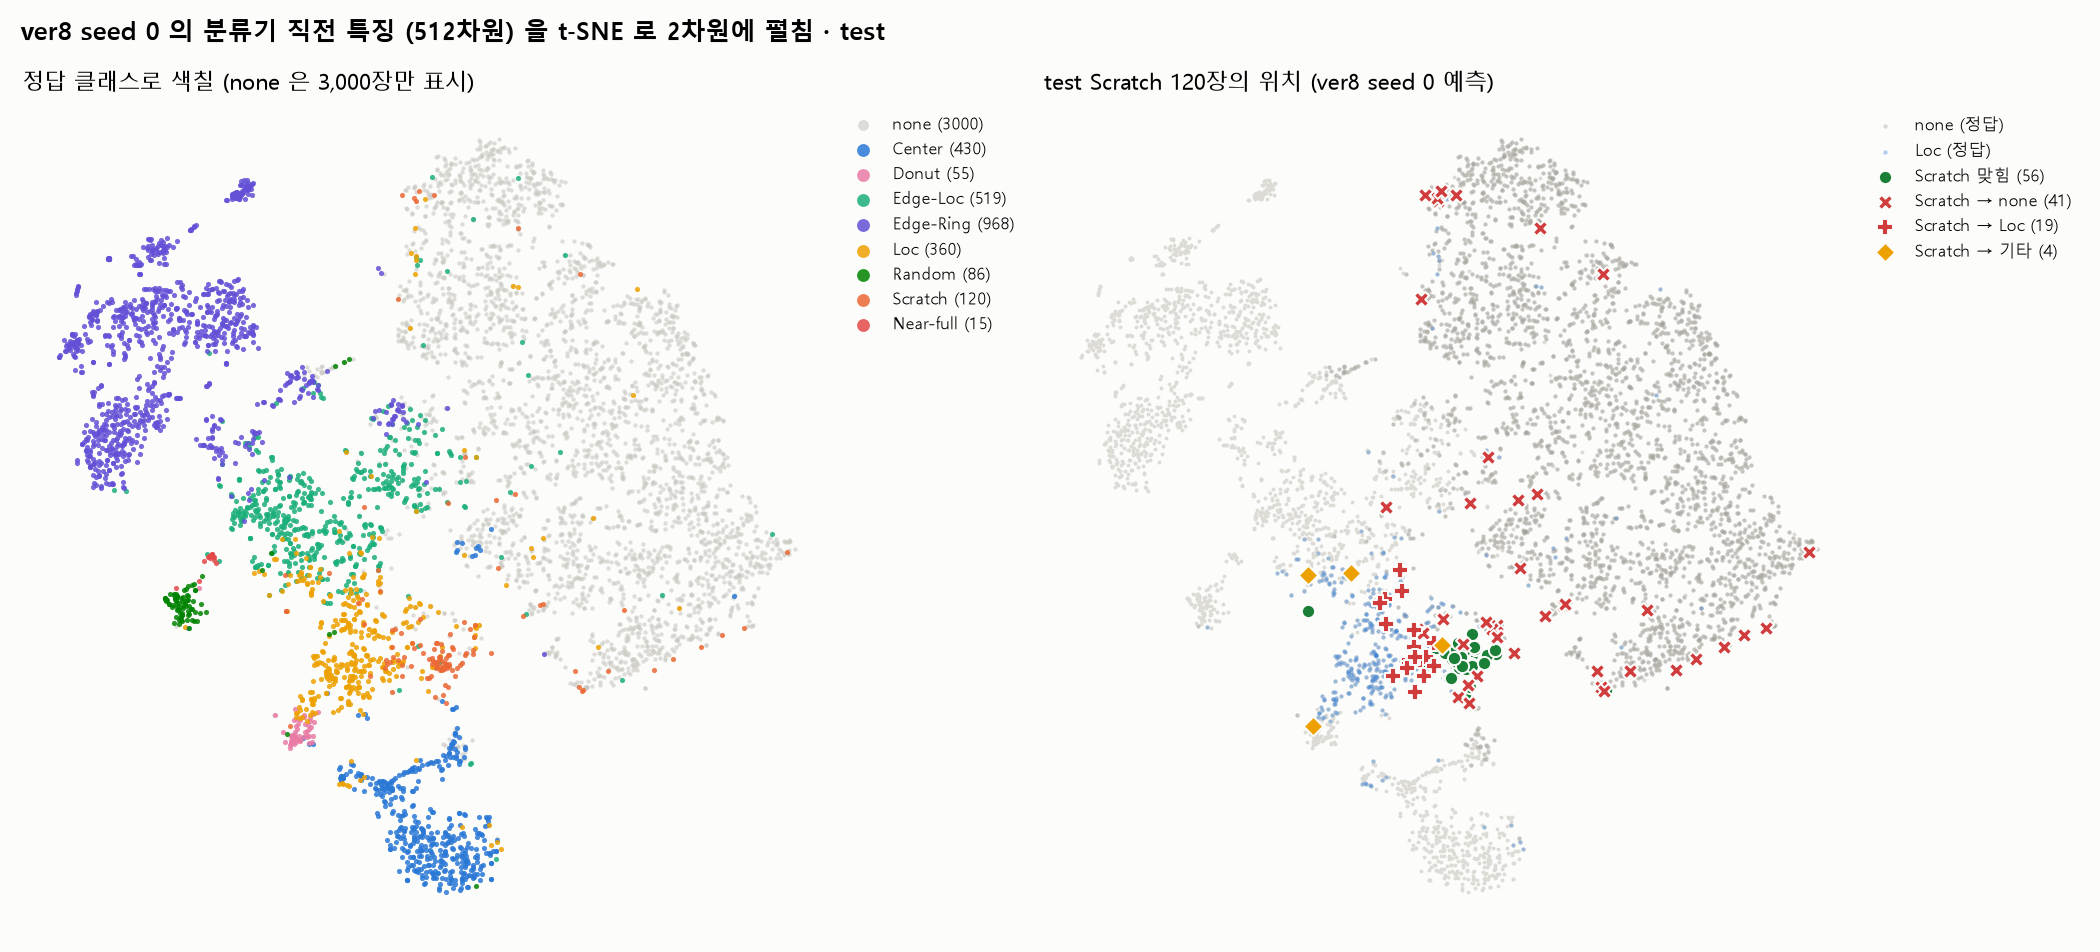 ver8 seed 0 의 분류기 직전 특징 (512차원) 을 t-SNE 로 2차원에 펼침 · test
정답 클래스로 색칠 (none 은 3,000장만 표시)
none (3000)
Center (430)
Donut (55)
Edge-Loc (519)
Edge-Ring (968)
Loc (360)
Random (86)
Scratch (120)
Near-full (15)
test Scratch 120장의 위치 (ver8 seed 0 예측)
none (정답)
Loc (정답)
Scratch 맞힘 (56)
Scratch → none (41)
Scratch → Loc (19)
Scratch → 기타 (4)